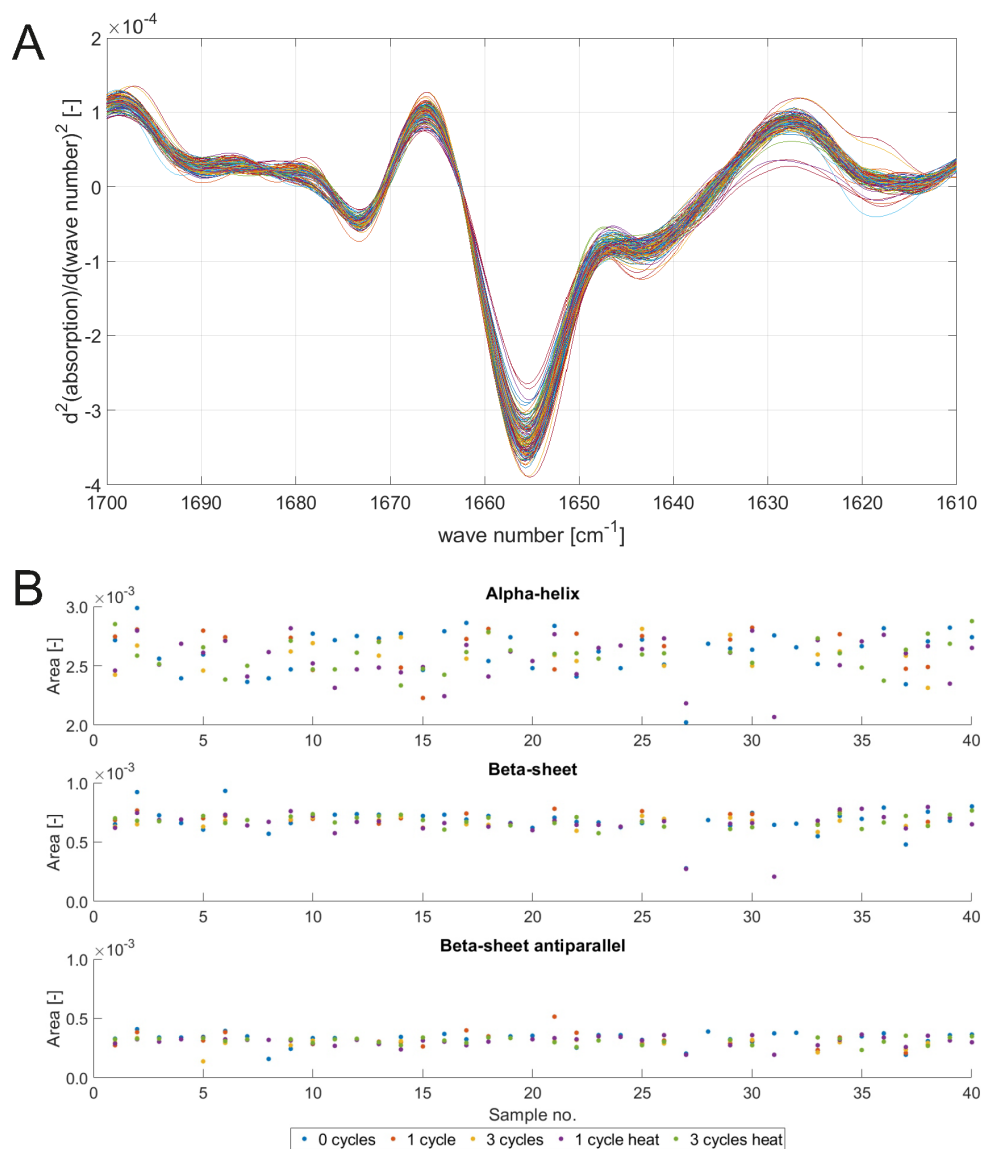 A
×10⁻⁴
2
1
0
-1
-2
-3
-4
d²(absorption)/d(wave number)² [-]
1700 1690 1680 1670 1660 1650 1640 1630 1620 1610
wave number [cm⁻¹]
B
Alpha-helix
×10⁻³
3.0
2.5
2.0
Area [-]
0 5 10 15 20 25 30 35 40
Beta-sheet
×10⁻³
1.0
0.5
0.0
Area [-]
0 5 10 15 20 25 30 35 40
Beta-sheet antiparallel
×10⁻³
1.0
0.5
0.0
Area [-]
0 5 10 15 20 25 30 35 40
Sample no.
0 cycles 1 cycle 3 cycles 1 cycle heat 3 cycles heat